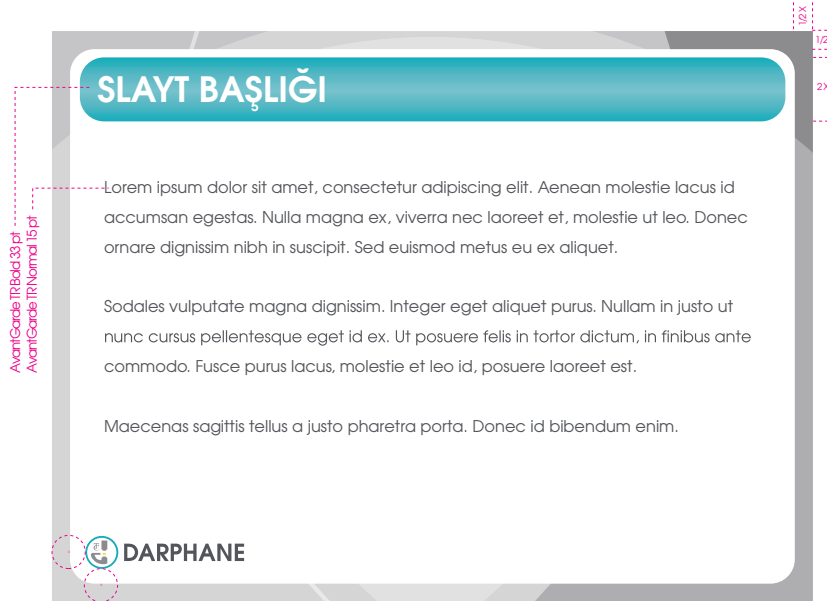 1/2X
1/2
2X
SLAYT BAŞLIĞI
AvantGarde TR Bold 33 pt
AvantGarde TR Normal 15 pt
Lorem ipsum dolor sit amet, consectetur adipiscing elit. Aenean molestie lacus id
accumsan egestas. Nulla magna ex, viverra nec laoreet et, molestie ut leo. Donec
ornare dignissim nibh in suscipit. Sed euismod metus eu ex aliquet.
Sodales vulputate magna dignissim. Integer eget aliquet purus. Nullam in justo ut
nunc cursus pellentesque eget id ex. Ut posuere felis in tortor dictum, in finibus ante
commodo. Fusce purus lacus, molestie et leo id, posuere laoreet est.
Maecenas sagittis tellus a justo pharetra porta. Donec id bibendum enim.
DARPHANE